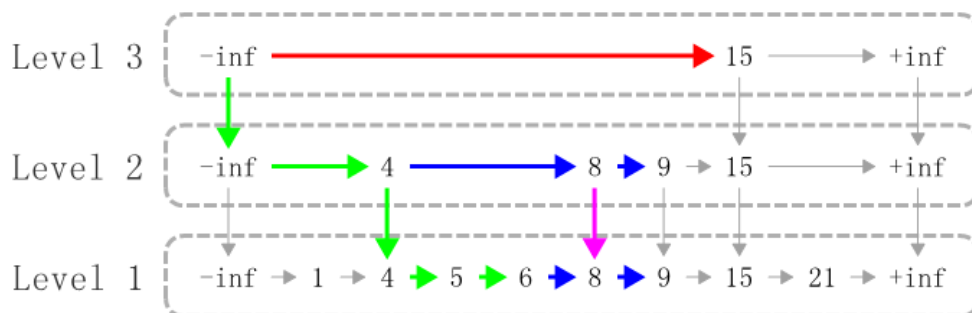 Level 3 -inf 15 +inf
Level 2 -inf 4 8 9 15 +inf
Level 1 -inf 1 4 5 6 8 9 15 21 +inf